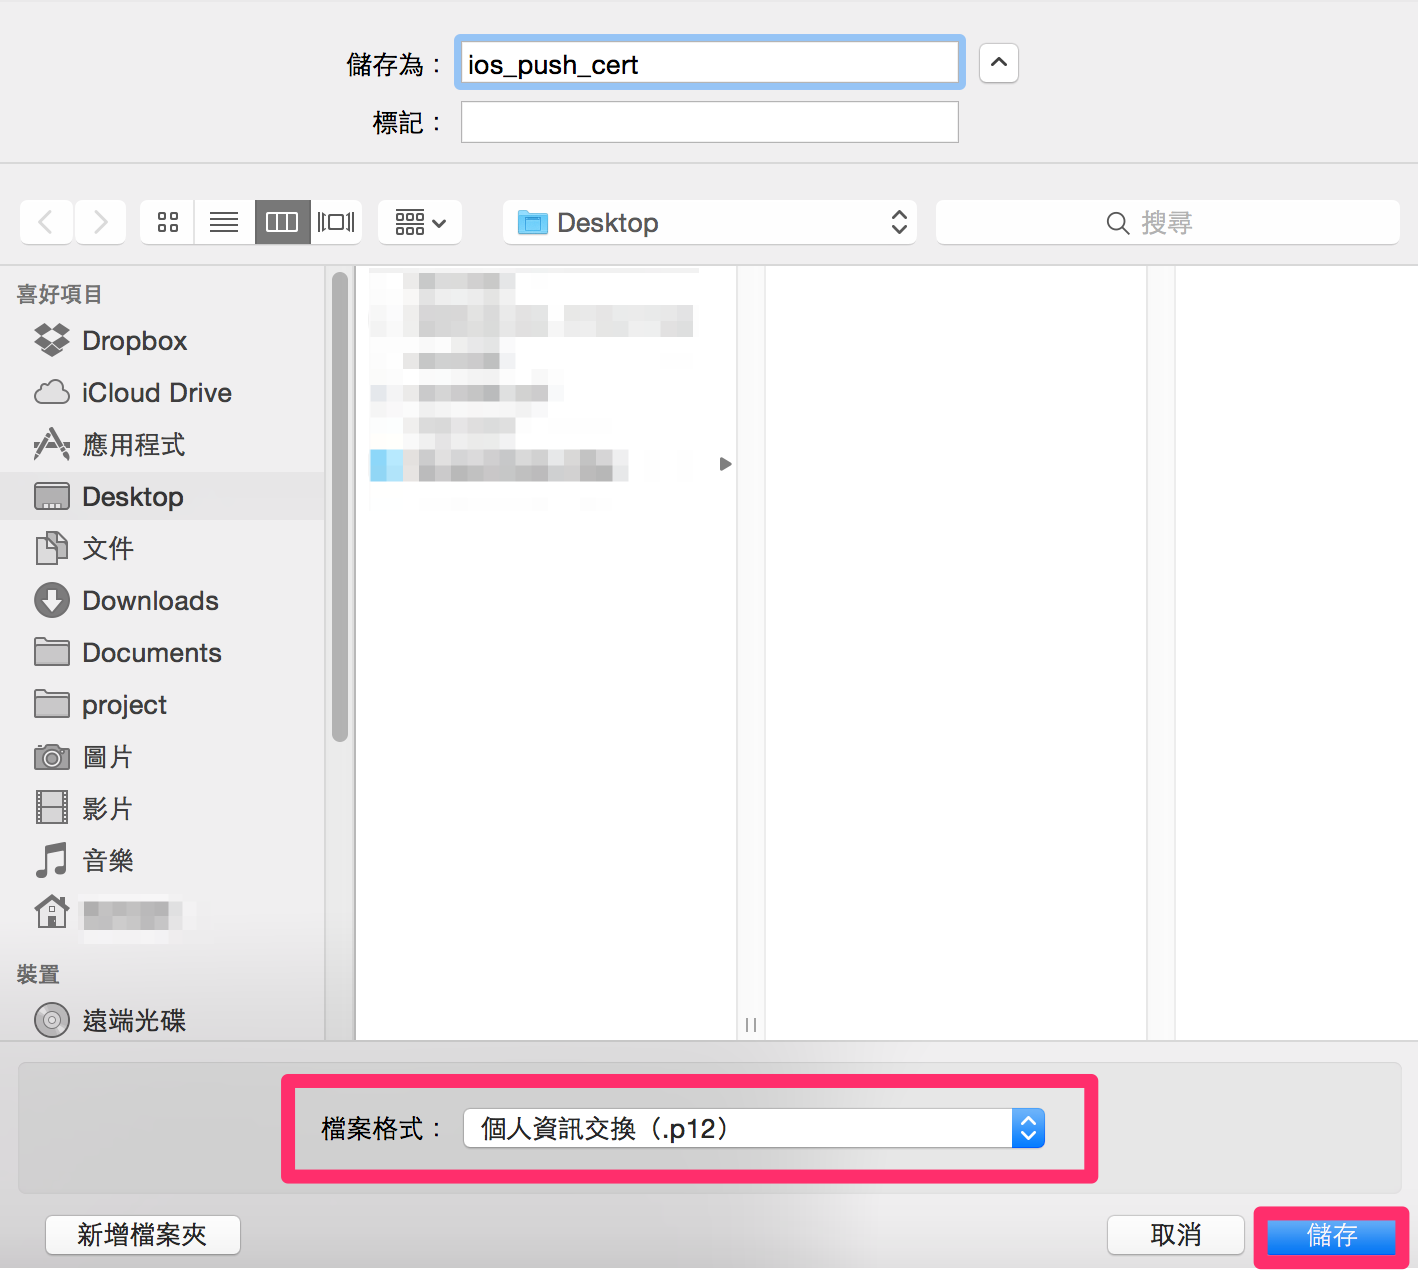 儲存為：
ios_push_cert
標記：
Desktop
搜尋
喜好項目
Dropbox
iCloud Drive
應用程式
Desktop
文件
Downloads
Documents
project
圖片
影片
音樂
裝置
遠端光碟
檔案格式：
個人資訊交換（.p12）
新增檔案夾
取消
儲存